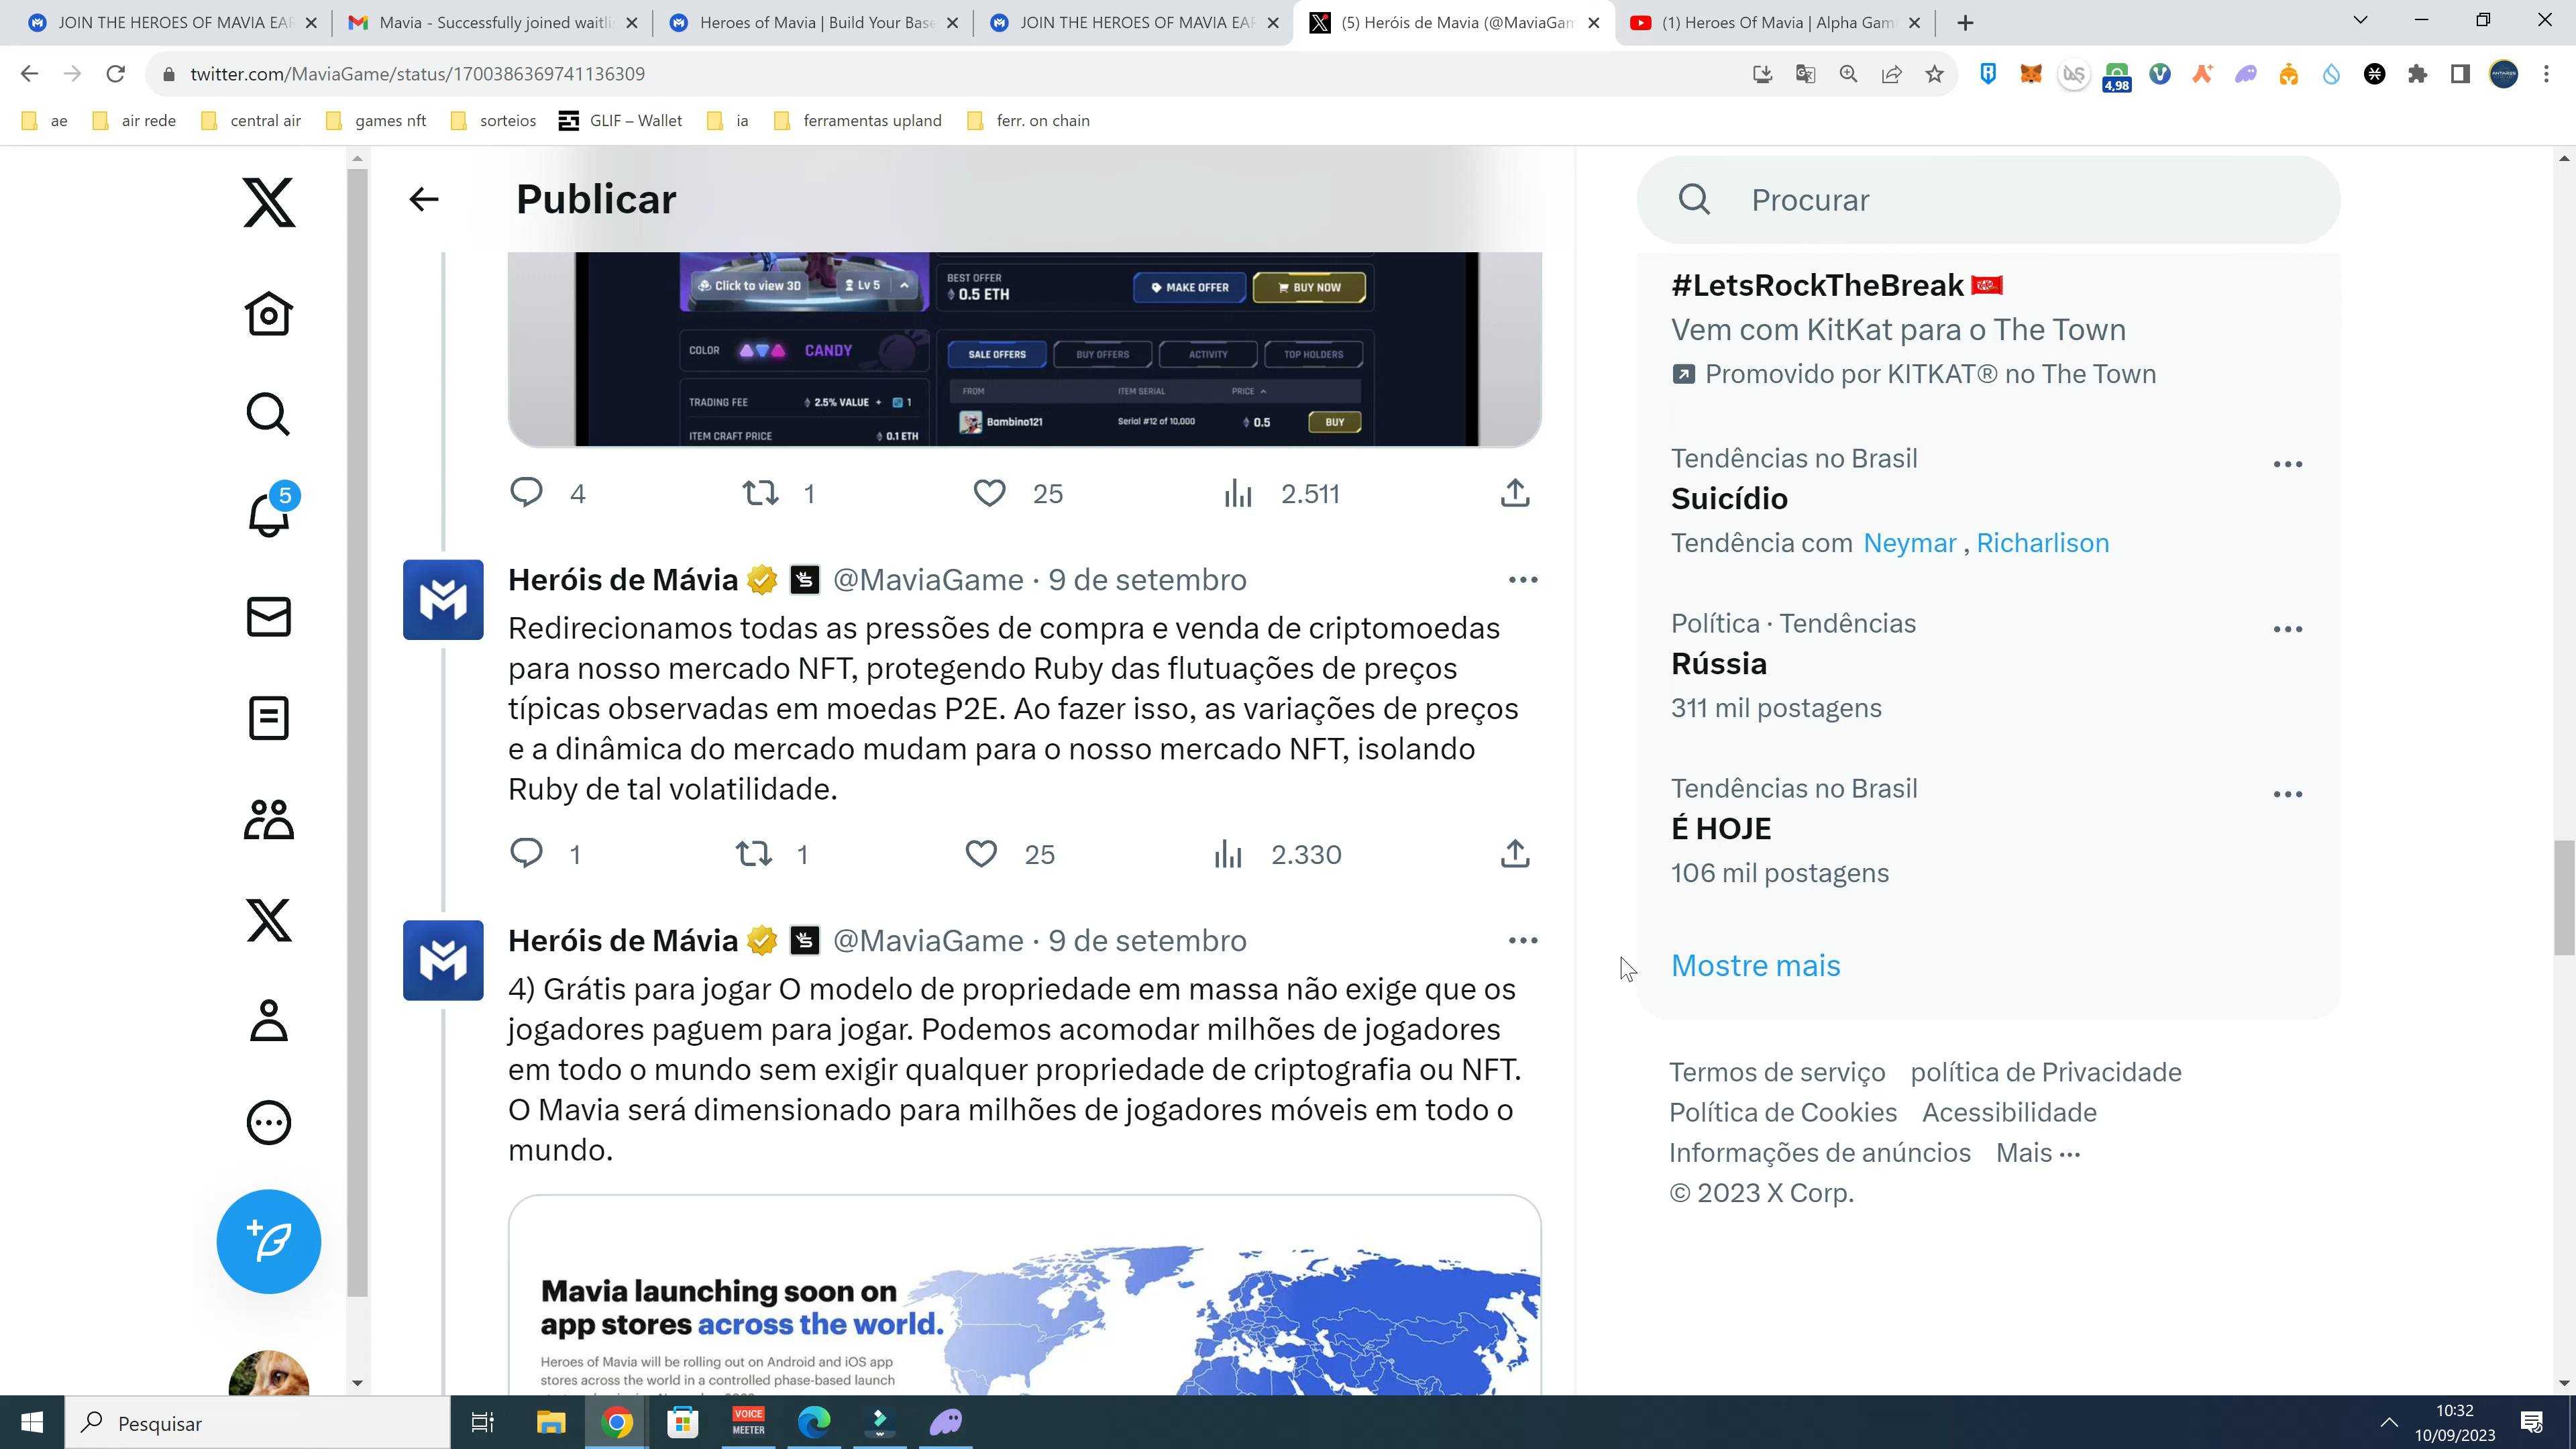 JOIN THE HEROES OF MAVIA EAR
Mavia - Successfully joined waitli
Heroes of Mavia | Build Your Base
JOIN THE HEROES OF MAVIA EAR
(5) Heróis de Mavia (@MaviaGam
(1) Heroes Of Mavia | Alpha Gam
twitter.com/MaviaGame/status/1700386369741136309
4,98
ae
air rede
central air
games nft
sorteios
GLIF – Wallet
ia
ferramentas upland
ferr. on chain
Publicar
5
Click to view 3D
Lv 5
BEST OFFER
0.5 ETH
MAKE OFFER
BUY NOW
COLOR
CANDY
SALE OFFERS
BUY OFFERS
ACTIVITY
TOP HOLDERS
FROM
ITEM SERIAL
PRICE
TRADING FEE
2.5% VALUE + 1
Bambino121
Serial #12 of 10,000
0.5
BUY
ITEM CRAFT PRICE
0.1 ETH
4
1
25
2.511
Heróis de Mávia @MaviaGame · 9 de setembro
Redirecionamos todas as pressões de compra e venda de criptomoedas
para nosso mercado NFT, protegendo Ruby das flutuações de preços
típicas observadas em moedas P2E. Ao fazer isso, as variações de preços
e a dinâmica do mercado mudam para o nosso mercado NFT, isolando
Ruby de tal volatilidade.
1
1
25
2.330
Heróis de Mávia @MaviaGame · 9 de setembro
4) Grátis para jogar O modelo de propriedade em massa não exige que os
jogadores paguem para jogar. Podemos acomodar milhões de jogadores
em todo o mundo sem exigir qualquer propriedade de criptografia ou NFT.
O Mavia será dimensionado para milhões de jogadores móveis em todo o
mundo.
Mavia launching soon on
app stores across the world.
Heroes of Mavia will be rolling out on Android and iOS app
stores across the world in a controlled phase-based launch
Procurar
#LetsRockTheBreak
Vem com KitKat para o The Town
Promovido por KITKAT® no The Town
Tendências no Brasil
Suicídio
Tendência com Neymar , Richarlison
Política · Tendências
Rússia
311 mil postagens
Tendências no Brasil
É HOJE
106 mil postagens
Mostre mais
Termos de serviço política de Privacidade
Política de Cookies Acessibilidade
Informações de anúncios Mais ···
© 2023 X Corp.
Pesquisar
VOICE
MEETER
10:32
10/09/2023